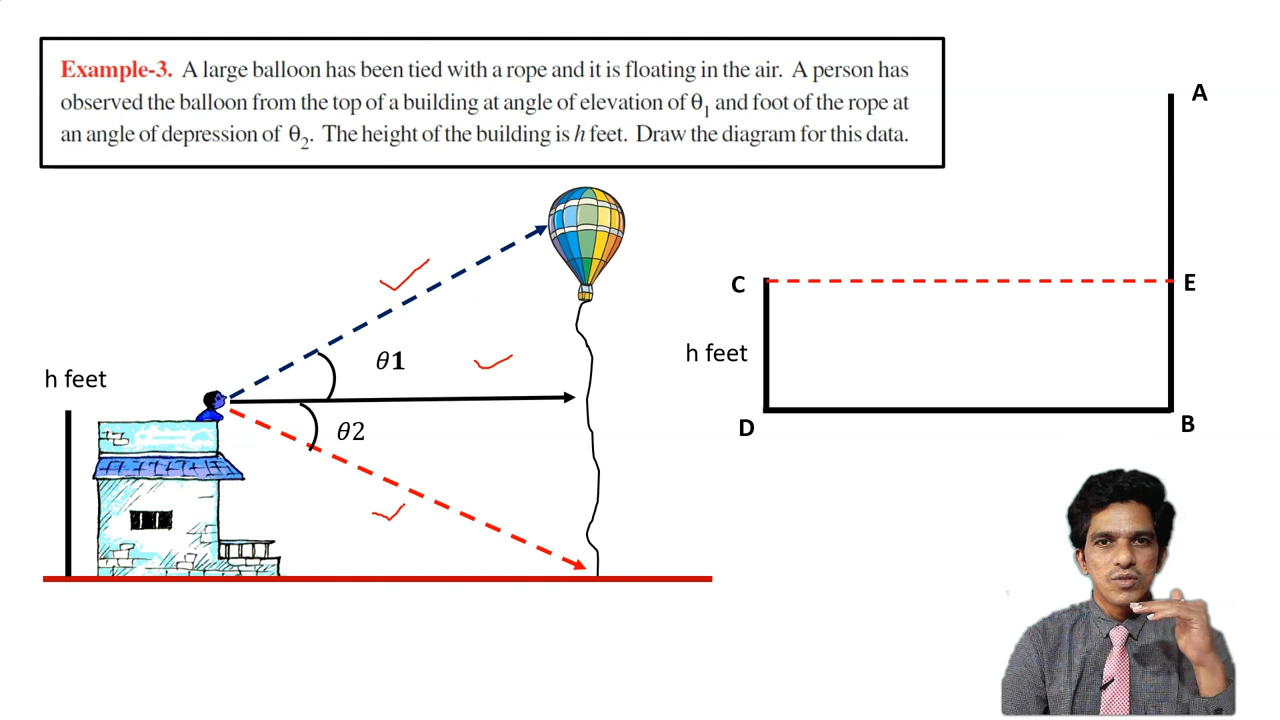 Example-3. A large balloon has been tied with a rope and it is floating in the air. A person has
observed the balloon from the top of a building at angle of elevation of θ₁ and foot of the rope at
an angle of depression of θ₂. The height of the building is h feet. Draw the diagram for this data.
h feet
θ1
θ2
A
C
E
h feet
D
B